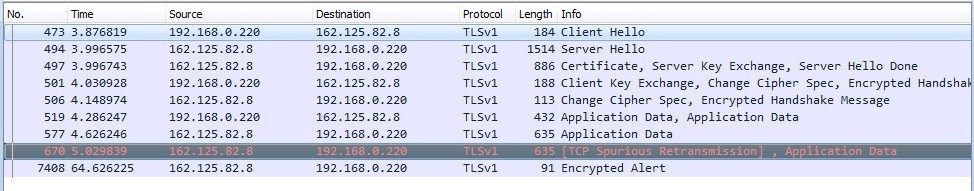 No. Time Source Destination Protocol Length Info
473 3.876819 192.168.0.220 162.125.82.8 TLSv1 184 Client Hello
494 3.996575 162.125.82.8 192.168.0.220 TLSv1 1514 Server Hello
497 3.996743 162.125.82.8 192.168.0.220 TLSv1 886 Certificate, Server Key Exchange, Server Hello Done
501 4.030928 192.168.0.220 162.125.82.8 TLSv1 188 Client Key Exchange, Change Cipher Spec, Encrypted Handshak
506 4.148974 162.125.82.8 192.168.0.220 TLSv1 113 Change Cipher Spec, Encrypted Handshake Message
519 4.286247 192.168.0.220 162.125.82.8 TLSv1 432 Application Data, Application Data
577 4.626246 162.125.82.8 192.168.0.220 TLSv1 635 Application Data
670 5.029839 162.125.82.8 192.168.0.220 TLSv1 635 [TCP Spurious Retransmission] , Application Data
7408 64.626225 162.125.82.8 192.168.0.220 TLSv1 91 Encrypted Alert